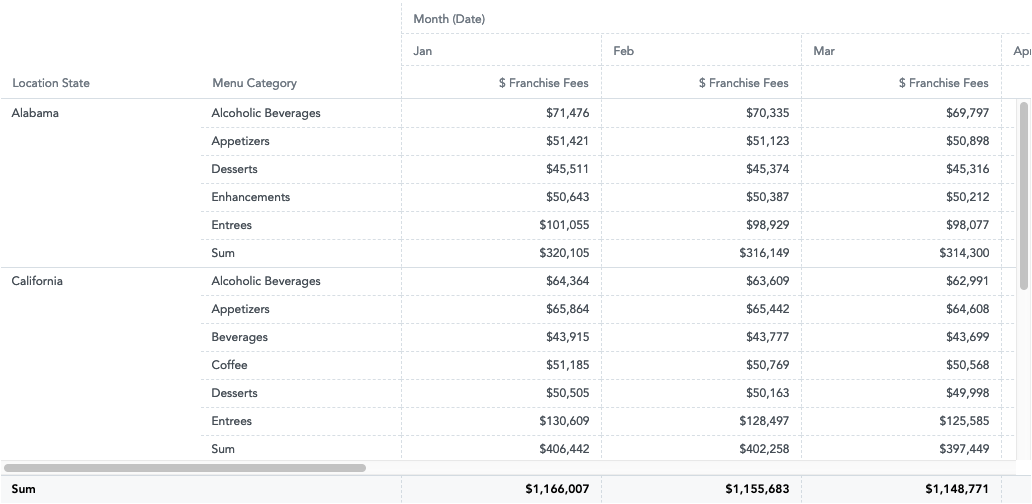 Month (Date)
Jan Feb Mar Apr
Location State Menu Category $ Franchise Fees $ Franchise Fees $ Franchise Fees
Alabama Alcoholic Beverages $71,476 $70,335 $69,797
Appetizers $51,421 $51,123 $50,898
Desserts $45,511 $45,374 $45,316
Enhancements $50,643 $50,387 $50,212
Entrees $101,055 $98,929 $98,077
Sum $320,105 $316,149 $314,300
California Alcoholic Beverages $64,364 $63,609 $62,991
Appetizers $65,864 $65,442 $64,608
Beverages $43,915 $43,777 $43,699
Coffee $51,185 $50,769 $50,568
Desserts $50,505 $50,163 $49,998
Entrees $130,609 $128,497 $125,585
Sum $406,442 $402,258 $397,449
Sum $1,166,007 $1,155,683 $1,148,771